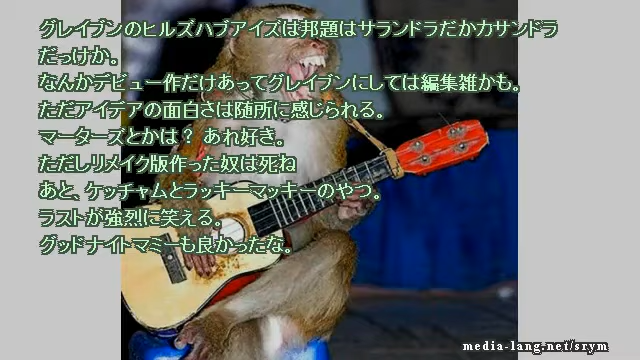 グレイブンのヒルズハブアイズは邦題はサランドラだかカサンドラ
だっけか。
なんかデビュー作だけあってグレイブンにしては編集雑かも。
ただアイデアの面白さは随所に感じられる。
マーターズとかは？ あれ好き。
ただしリメイク版作った奴は死ね
あと、ケッチャムとラッキーマッキーのやつ。
ラストが強烈に笑える。
グッドナイトマミーも良かったな。
media-lang.net/srym